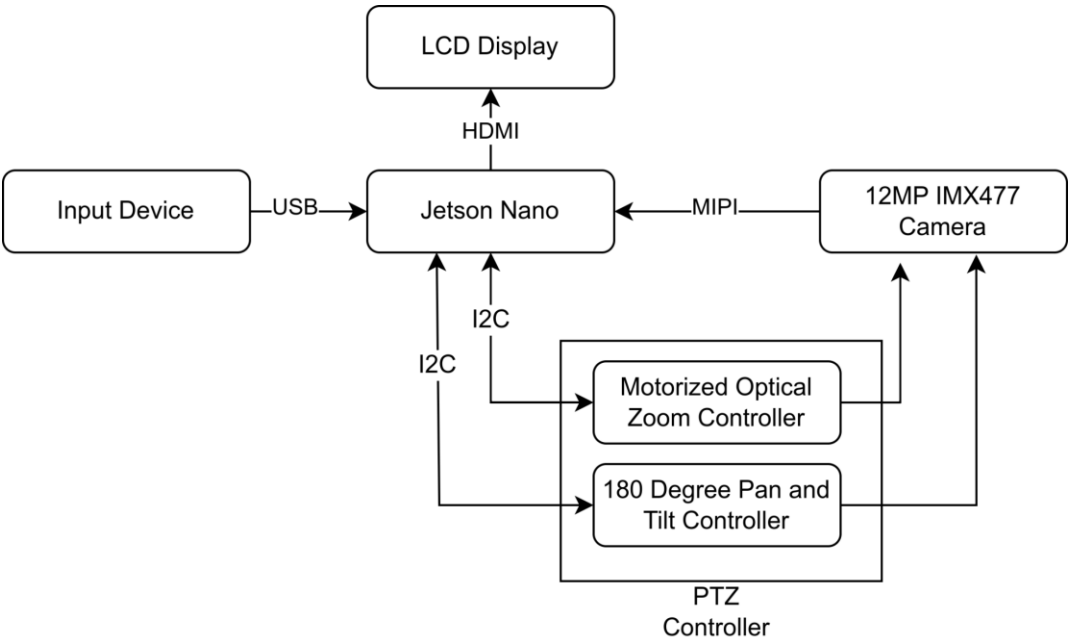 LCD Display
HDMI
Input Device
USB
Jetson Nano
MIPI
12MP IMX477
Camera
I2C
I2C
Motorized Optical
Zoom Controller
180 Degree Pan and
Tilt Controller
PTZ
Controller